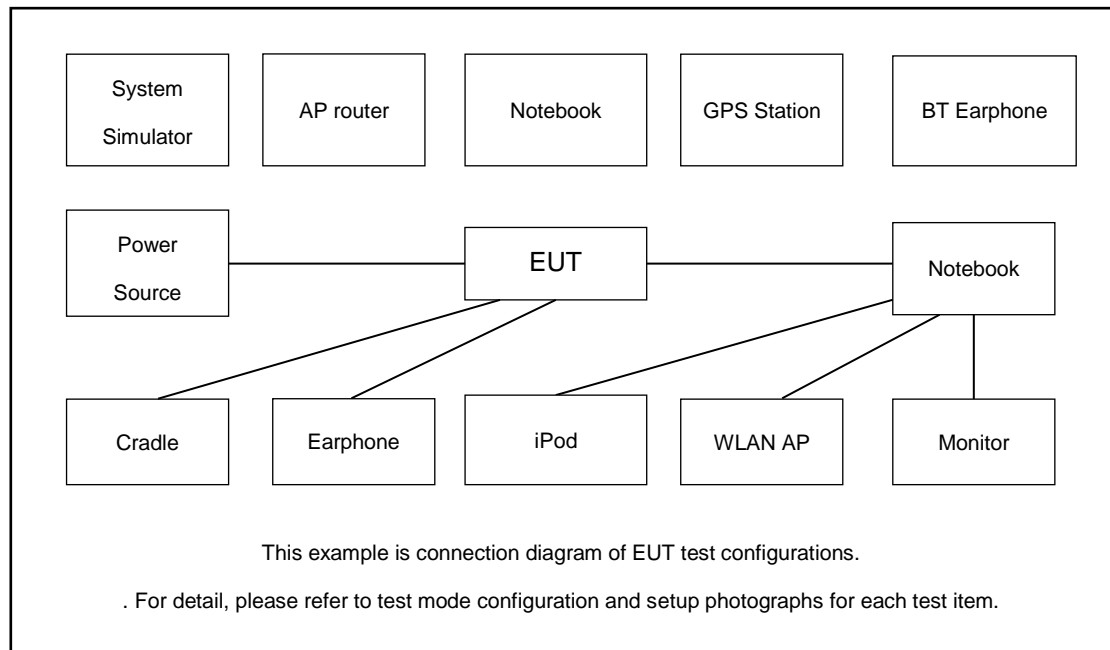 System
Simulator
AP router
Notebook
GPS Station
BT Earphone
Power
Source
EUT
Notebook
Cradle
Earphone
iPod
WLAN AP
Monitor
This example is connection diagram of EUT test configurations.
. For detail, please refer to test mode configuration and setup photographs for each test item.